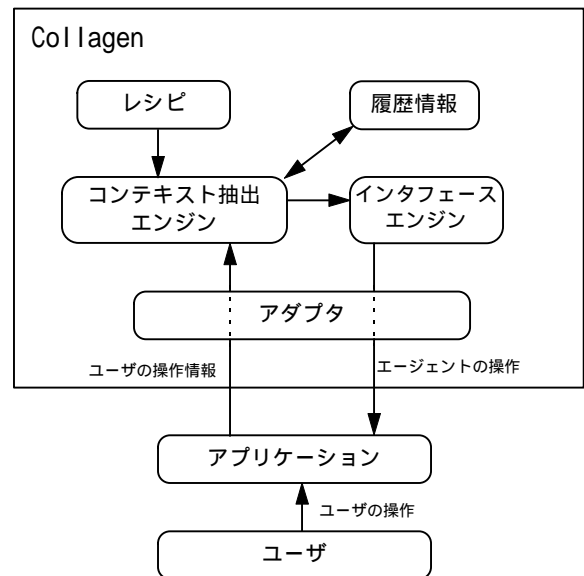 Collagen
レシピ
履歴情報
コンテキスト抽出
エンジン
インタフェース
エンジン
アダプタ
ユーザの操作情報
エージェントの操作
アプリケーション
ユーザの操作
ユーザ